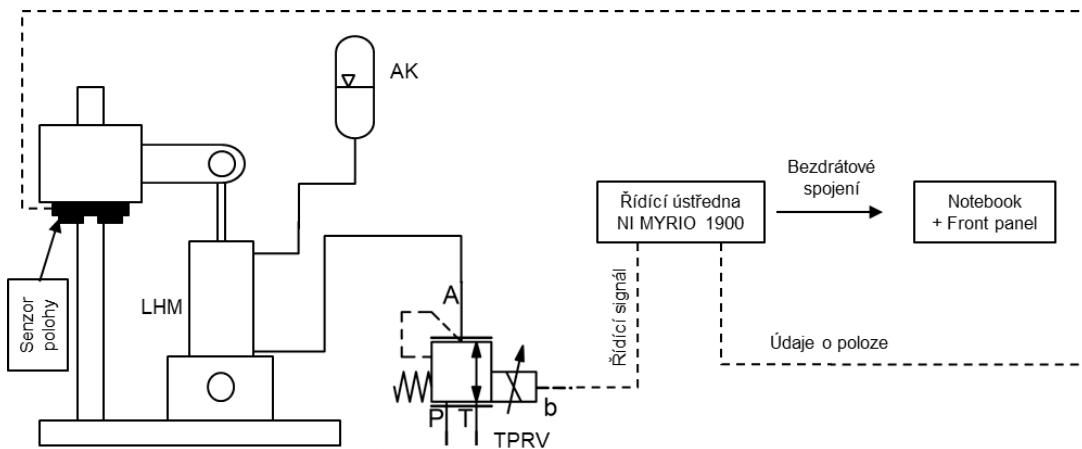 AK
Bezdrátové
spojení
Řídící ústředna
NI MYRIO 1900
Notebook
+ Front panel
Senzor
polohy
LHM
A
Řídící signál
Údaje o poloze
b
P T
TPRV